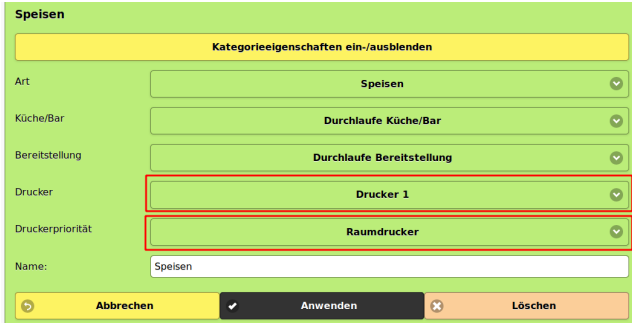 Speisen
Kategorieeigenschaften ein-/ausblenden
Art Speisen
Küche/Bar Durchlaufe Küche/Bar
Bereitstellung Durchlaufe Bereitstellung
Drucker Drucker 1
Druckerpriorität Raumdrucker
Name: Speisen
Abbrechen Anwenden Löschen